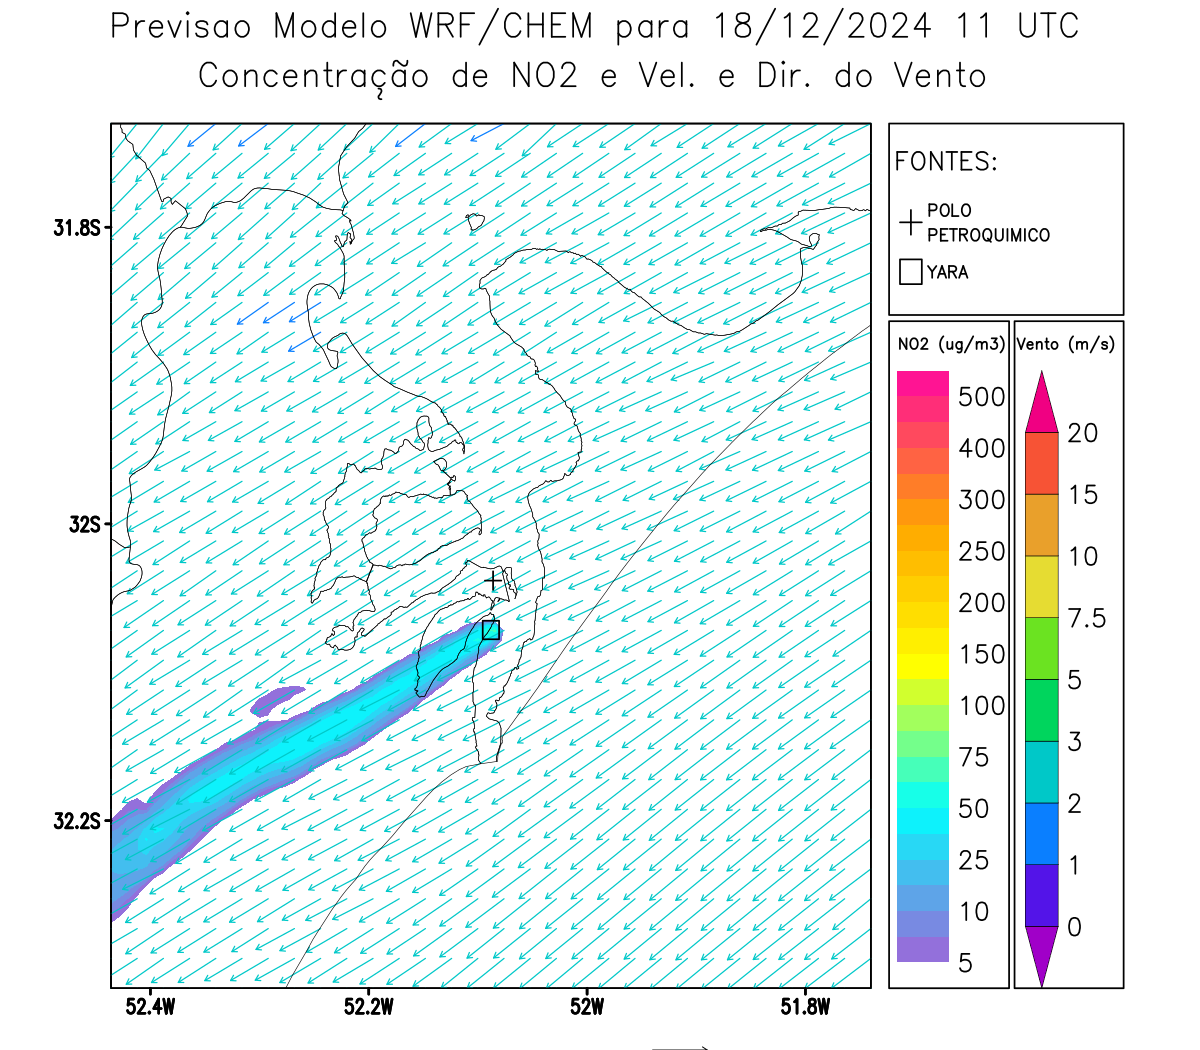 Previsao Modelo WRF/CHEM para 18/12/2024 11 UTC
Concentração de NO2 e Vel. e Dir. do Vento
FONTES:
POLO
PETROQUIMICO
YARA
NO2 (ug/m3)
500
400
300
250
200
150
100
75
50
25
10
5
Vento (m/s)
20
15
10
7.5
5
3
2
1
0
31.8S
32S
32.2S
52.4W
52.2W
52W
51.8W